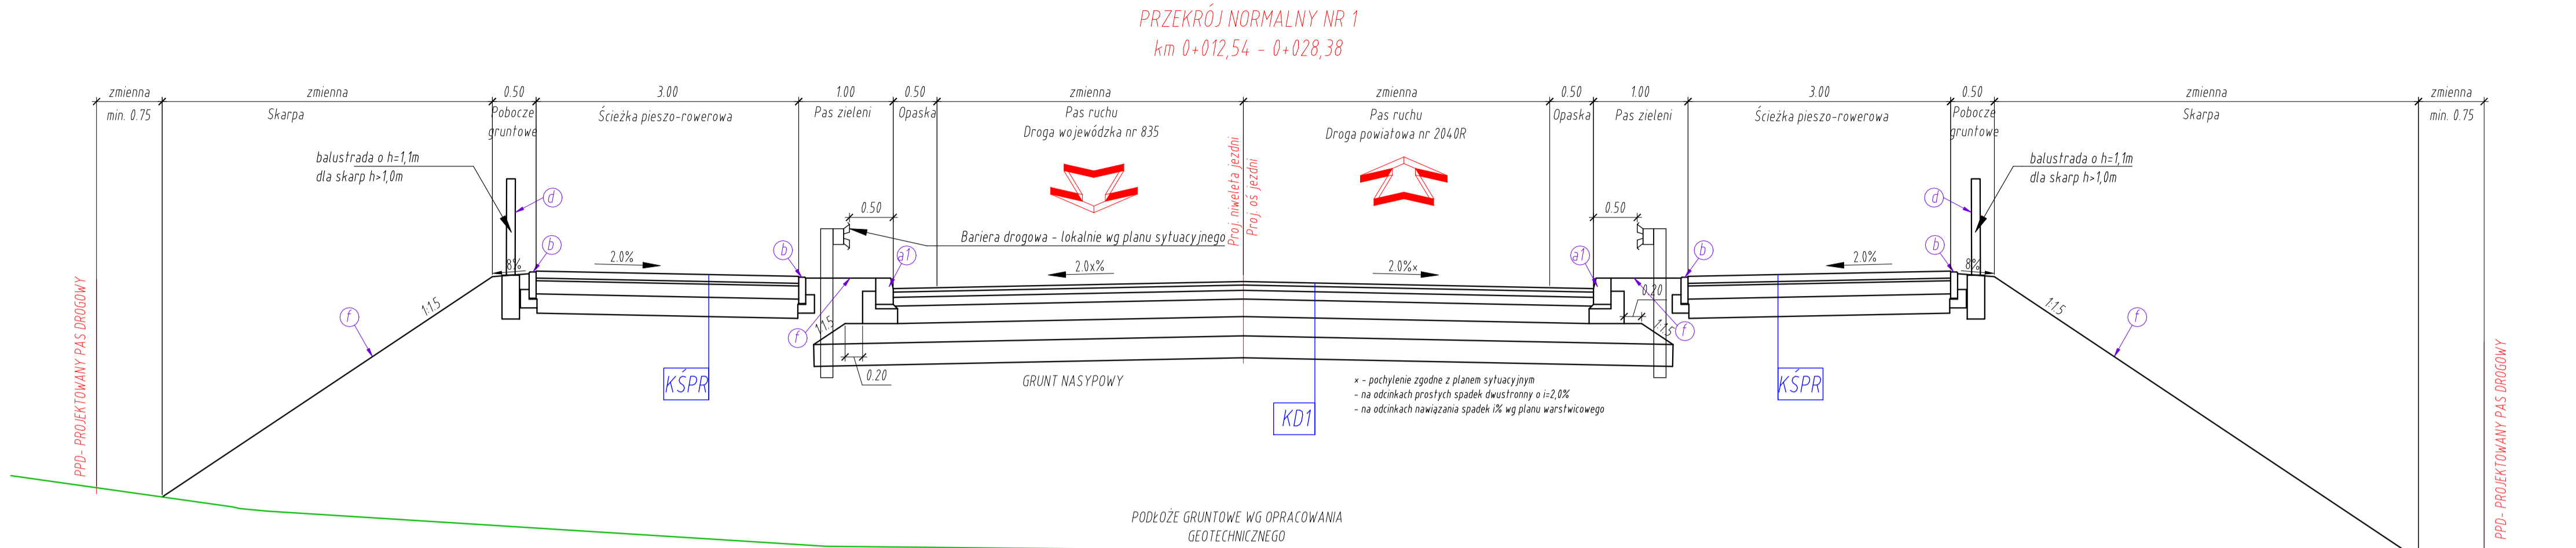 PRZEKRÓJ NORMALNY NR 1
km 0+012,54 - 0+028,38
zmienna
zmienna
0.50
3.00
1.00
0.50
zmienna
zmienna
0.50
1.00
3.00
0.50
zmienna
zmienna
min. 0.75
Skarpa
Pobocze
gruntowe
Ścieżka pieszo-rowerowa
Pas zieleni
Opaska
Pas ruchu
Droga wojewódzka nr 835
Pas ruchu
Droga powiatowa nr 2040R
Opaska
Pas zieleni
Ścieżka pieszo-rowerowa
Pobocze
gruntowe
Skarpa
min. 0.75
balustrada o h=1,1m
dla skarp h>1,0m
balustrada o h=1,1m
dla skarp h>1,0m
Proj. niweleta jezdni
Proj. oś jezdni
d
d
0.50
0.50
Bariera drogowa - lokalnie wg planu sytuacyjnego
b
b
a1
a1
b
b
8%
2.0%
2.0x%
2.0%x
2.0%
8%
0.20
1:1.5
1:1.5
1:1.5
1:1.5
f
f
f
f
0.20
KŚPR
KD1
KŚPR
GRUNT NASYPOWY
x - pochylenie zgodne z planem sytuacyjnym
- na odcinkach prostych spadek dwustronny o i=2,0%
- na odcinkach nawiązania spadek i% wg planu warstwicowego
PPD- PROJEKTOWANY PAS DROGOWY
PPD- PROJEKTOWANY PAS DROGOWY
PODŁOŻE GRUNTOWE WG OPRACOWANIA
GEOTECHNICZNEGO